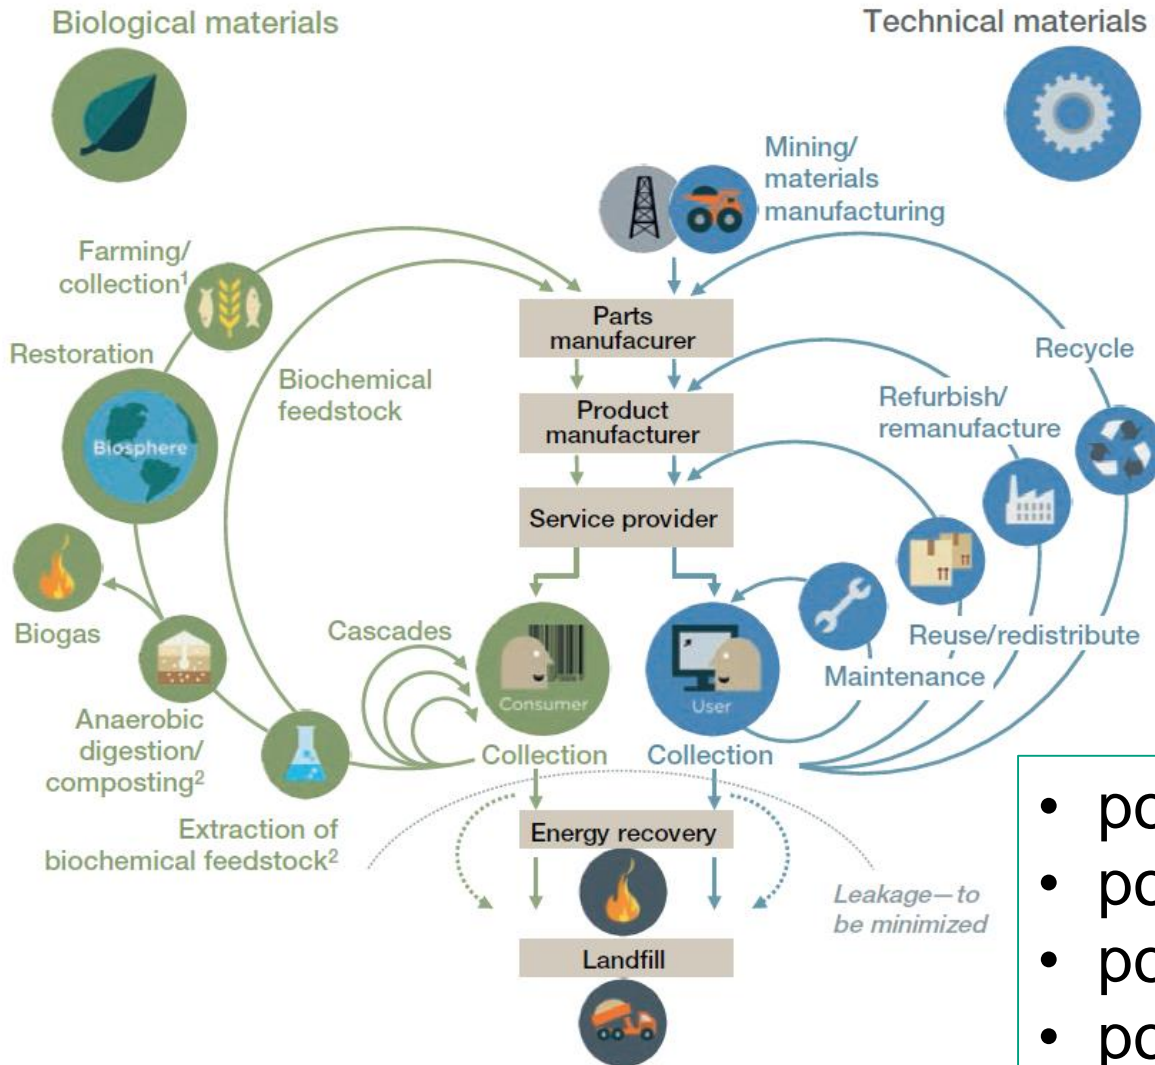 Biological materials
Technical materials
Mining/
materials
manufacturing
Farming/
collection¹
Restoration
Biosphere
Biochemical
feedstock
Parts
manufacurer
Product
manufacturer
Service provider
Recycle
Refurbish/
remanufacture
Biogas
Cascades
Consumer
User
Reuse/redistribute
Maintenance
Anaerobic
digestion/
composting²
Collection
Collection
Extraction of
biochemical feedstock²
Energy recovery
Leakage—to
be minimized
Landfill